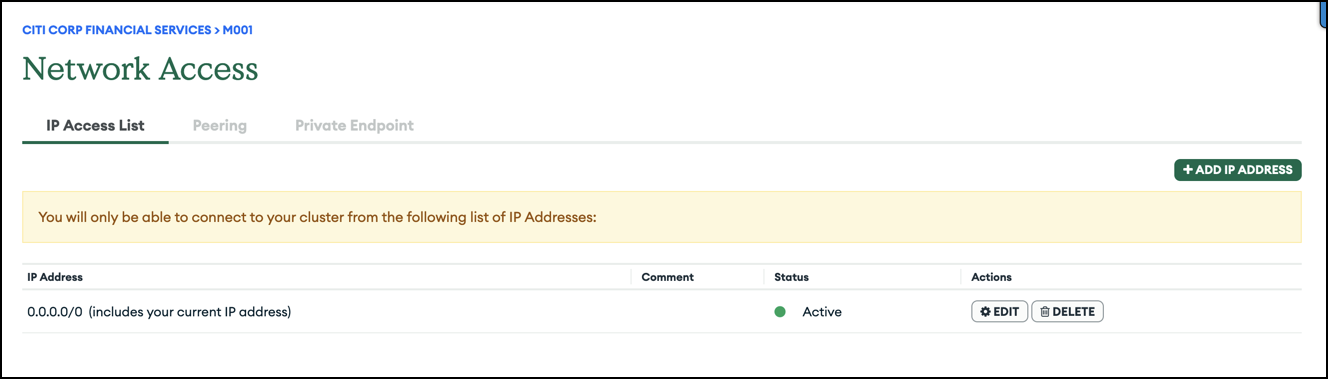 CITI CORP FINANCIAL SERVICES > M001
Network Access
IP Access List Peering Private Endpoint
+ ADD IP ADDRESS
You will only be able to connect to your cluster from the following list of IP Addresses:
IP Address Comment Status Actions
0.0.0.0/0 (includes your current IP address) Active EDIT DELETE